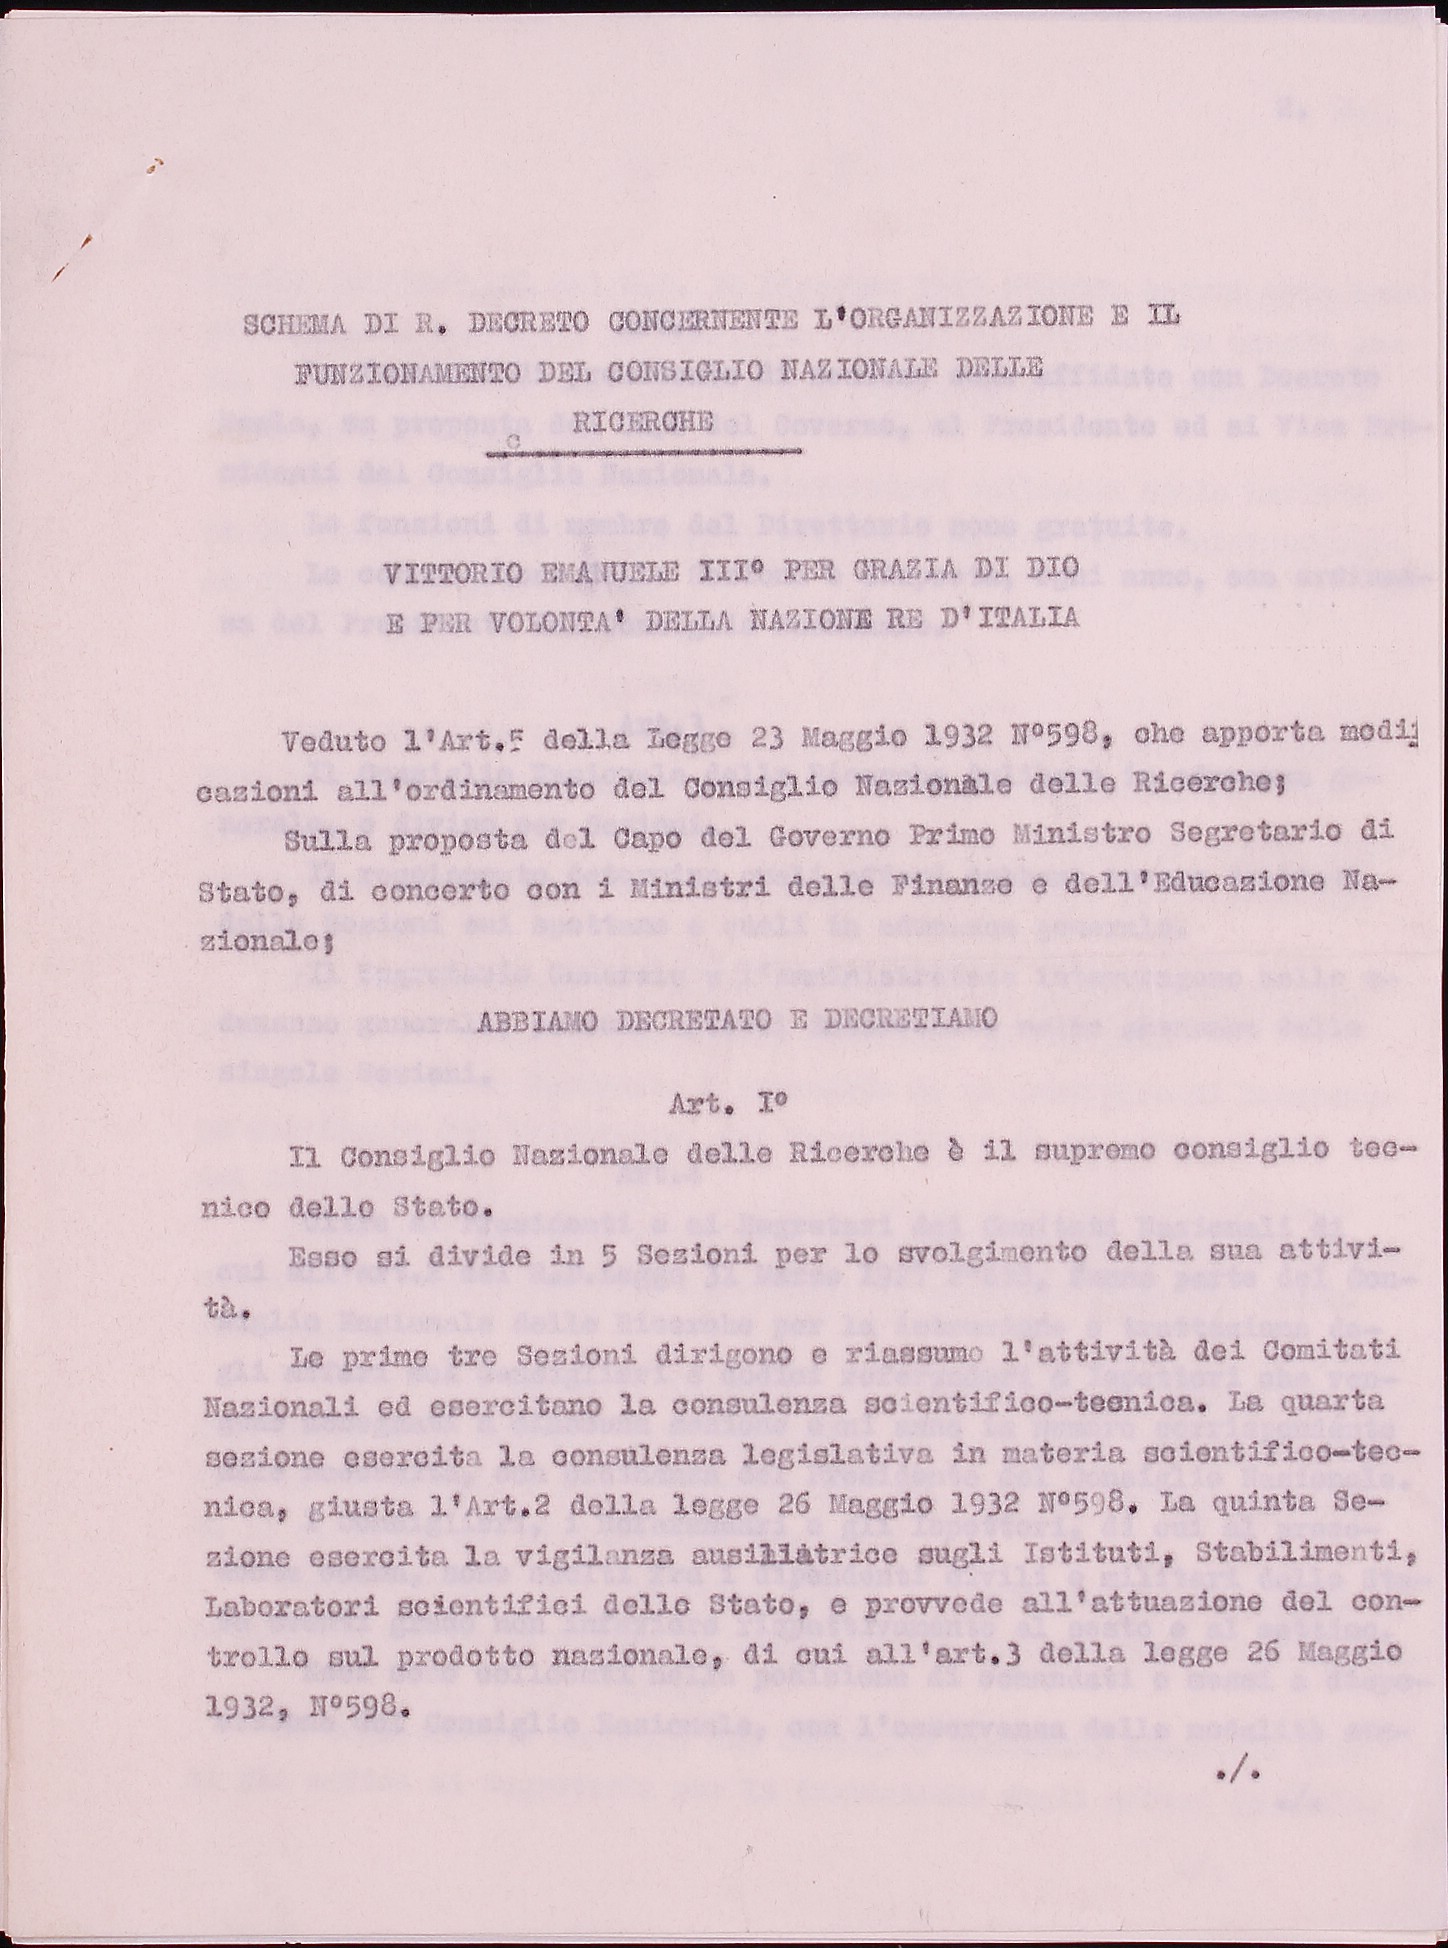 SCHEMA DI R. DECRETO CONCERNENTE L'ORGANIZZAZIONE E IL
FUNZIONAMENTO DEL CONSIGLIO NAZIONALE DELLE
RICERCHE
C
VITTORIO EMANUELE III° PER GRAZIA DI DIO
E PER VOLONTA' DELLA NAZIONE RE D'ITALIA
Veduto l'Art.5 della Legge 23 Maggio 1932 N°598, che apporta modi
cazioni all'ordinamento del Consiglio Nazionale delle Ricerche;
Sulla proposta del Capo del Governo Primo Ministro Segretario di
Stato, di concerto con i Ministri delle Finanze e dell'Educazione Na-
zionale;
ABBIAMO DECRETATO E DECRETIAMO
Art. I°
Il Consiglio Nazionale delle Ricerche è il supremo consiglio tec-
nico dello Stato.
Esso si divide in 5 Sezioni per lo svolgimento della sua attivi-
tà.
Le prime tre Sezioni dirigono e riassumo l'attività dei Comitati
Nazionali ed esercitano la consulenza scientifico-tecnica. La quarta
sezione esercita la consulenza legislativa in materia scientifico-tec-
nica, giusta l'Art.2 della legge 26 Maggio 1932 N°598. La quinta Se-
zione esercita la vigilanza ausiliatrice sugli Istituti, Stabilimenti,
Laboratori scientifici dello Stato, e provvede all'attuazione del con-
trollo sul prodotto nazionale, di cui all'art.3 della legge 26 Maggio
1932, N°598.
./.